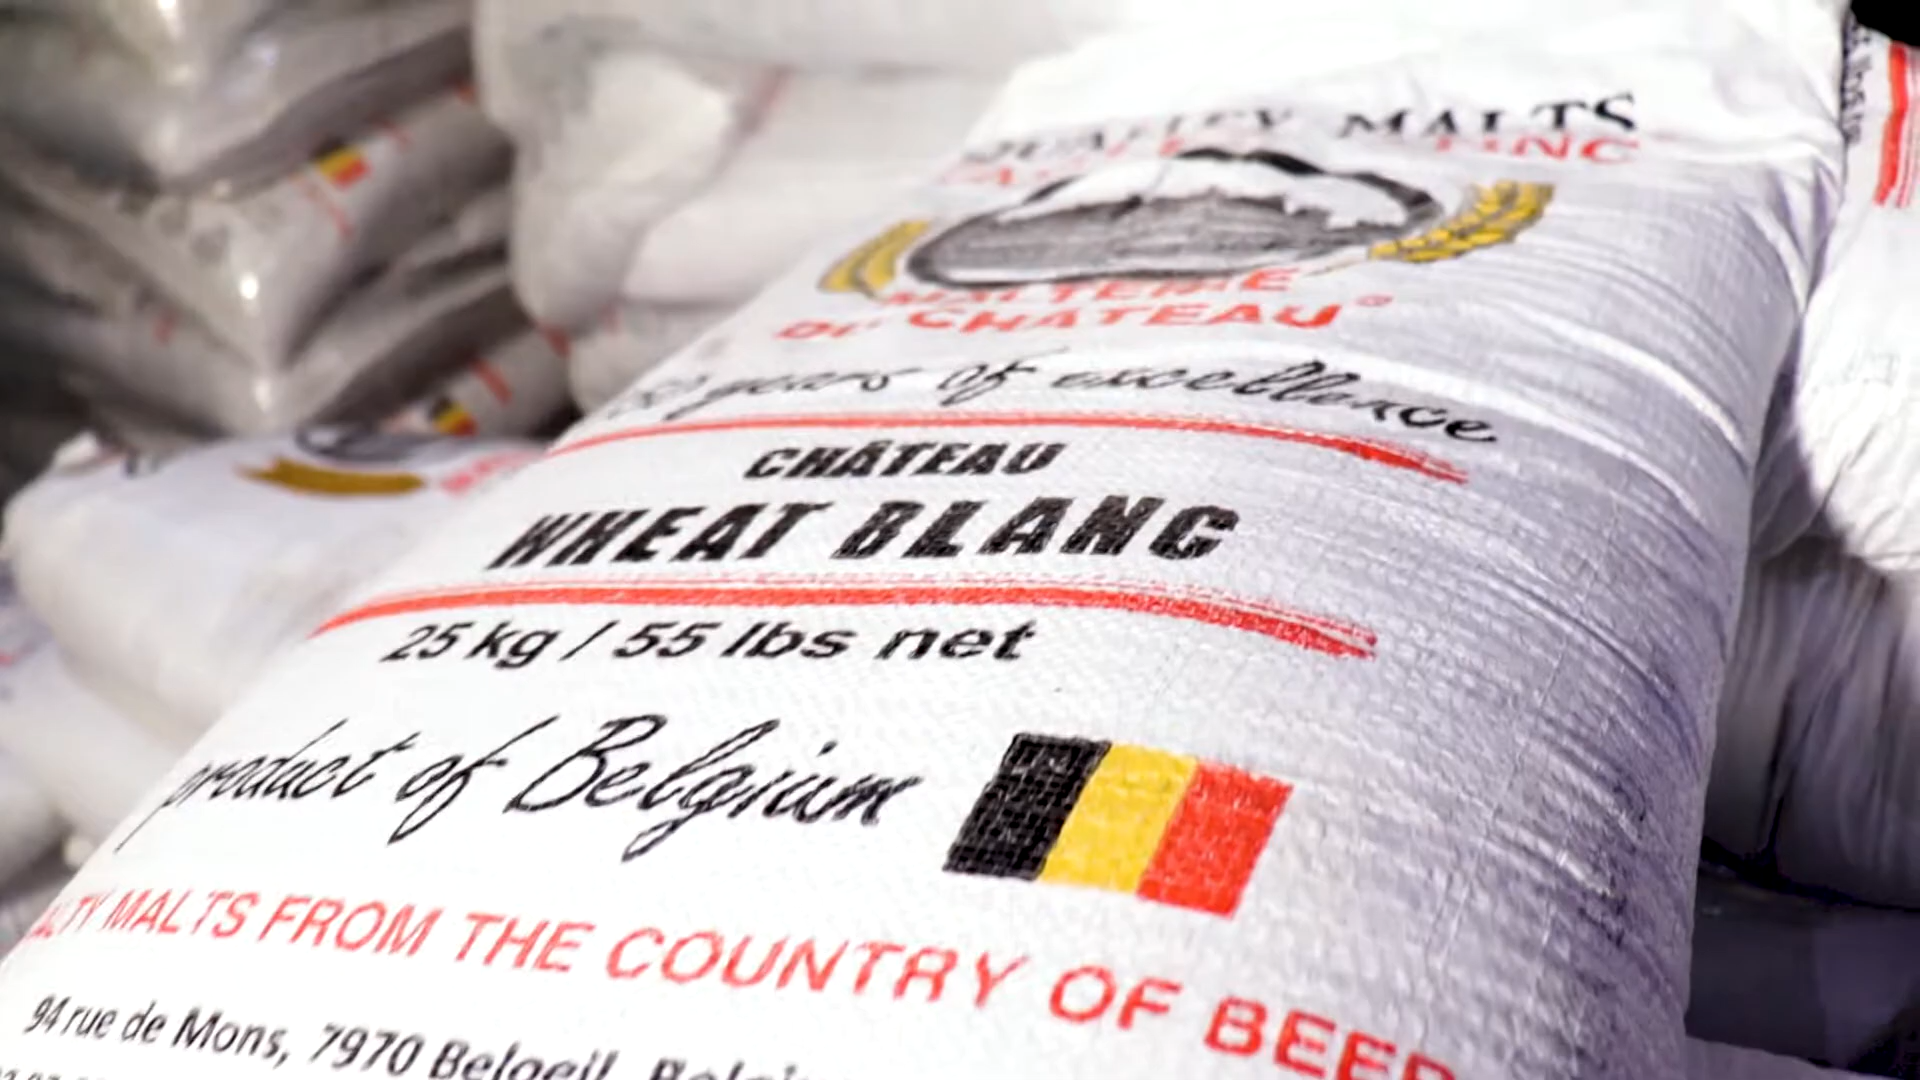 QUALITY MALTS
MALTERIE
DU CHATEAU®
years of excellence
CHÂTEAU
WHEAT BLANC
25 kg / 55 lbs net
product of Belgium
MALTS FROM THE COUNTRY OF BEER
94 rue de Mons, 7970 Beloeil,